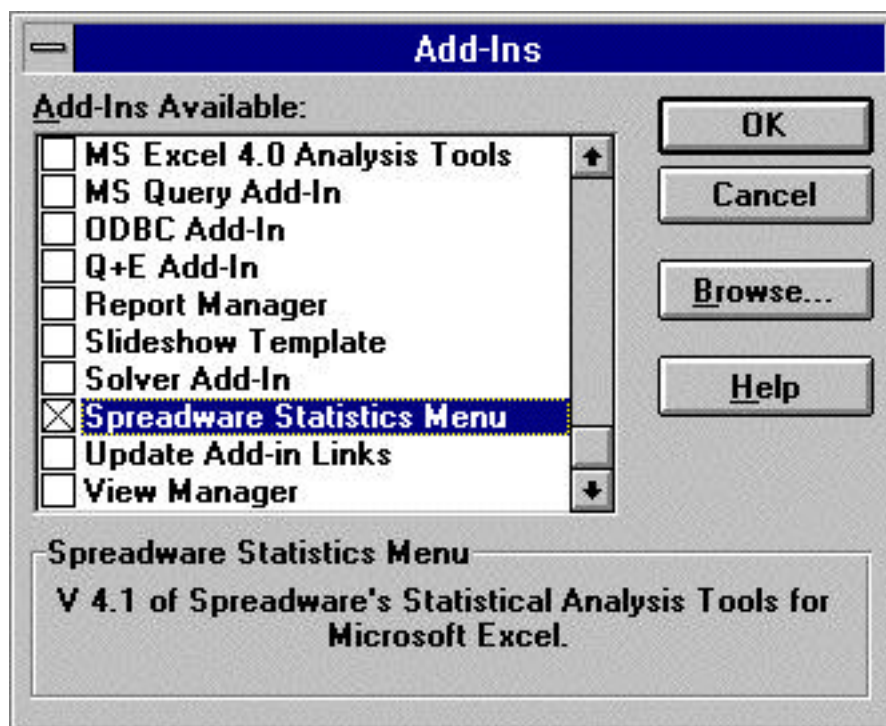 Add-Ins
Add-Ins Available:
MS Excel 4.0 Analysis Tools
MS Query Add-In
ODBC Add-In
Q+E Add-In
Report Manager
Slideshow Template
Solver Add-In
Spreadware Statistics Menu
Update Add-in Links
View Manager
OK
Cancel
Browse...
Help
Spreadware Statistics Menu
V 4.1 of Spreadware's Statistical Analysis Tools for
Microsoft Excel.